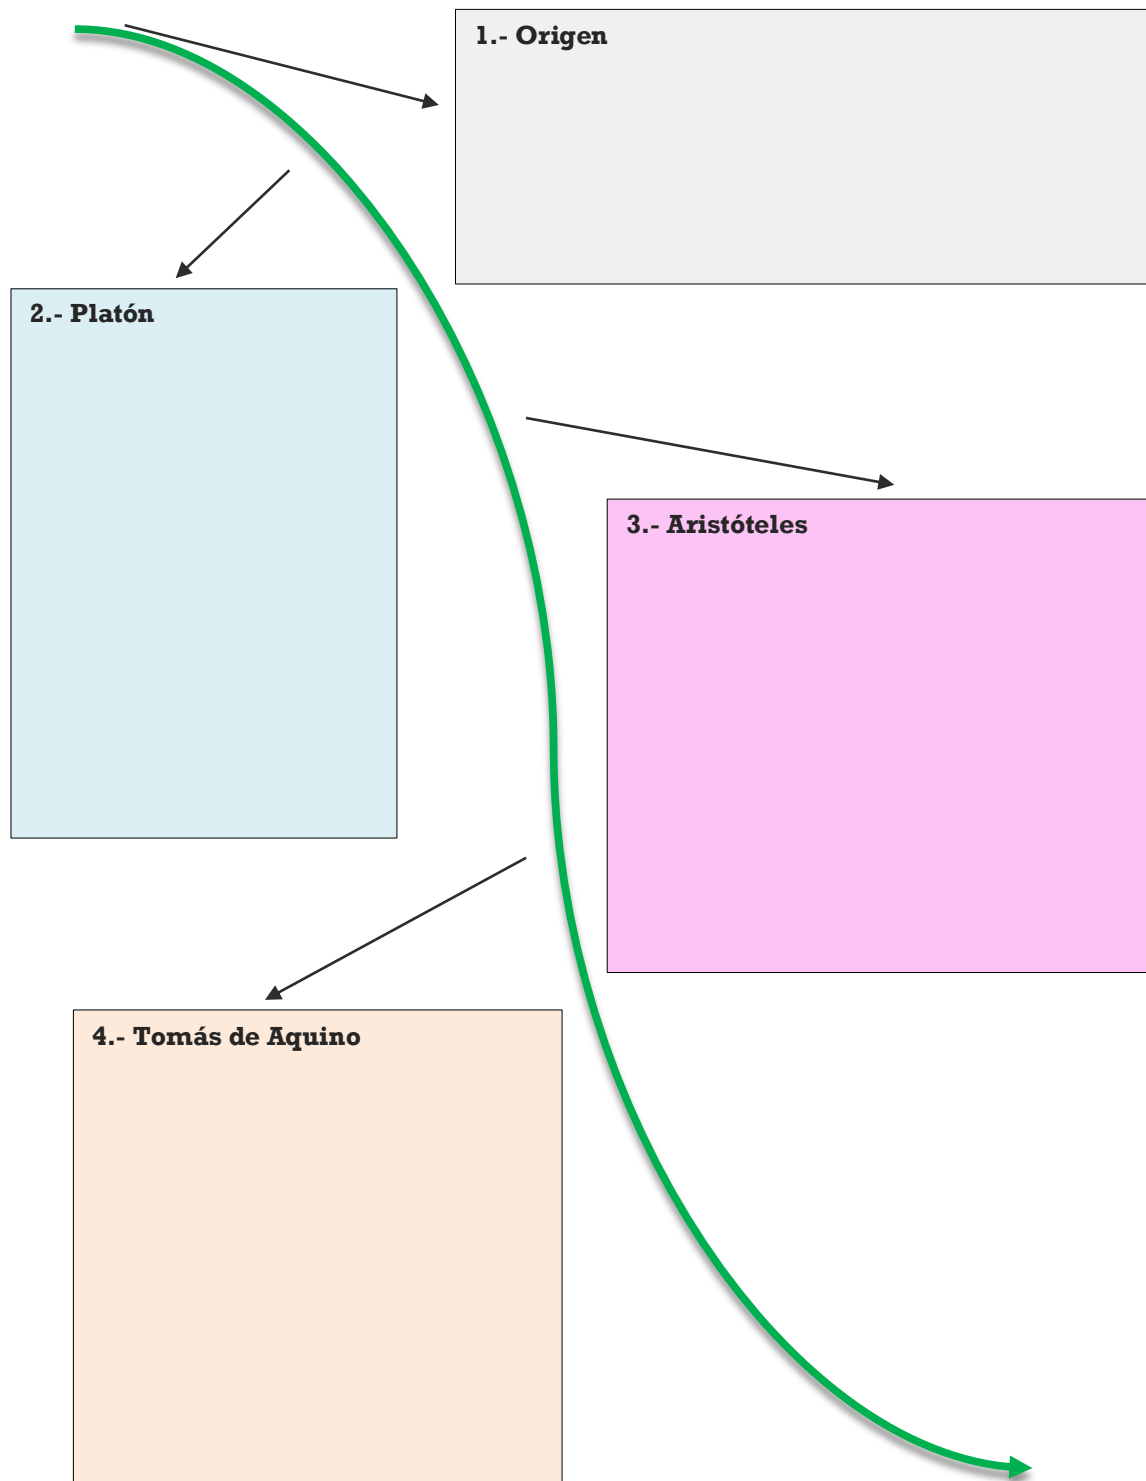 1.- Origen
2.- Platón
3.- Aristóteles
4.- Tomás de Aquino